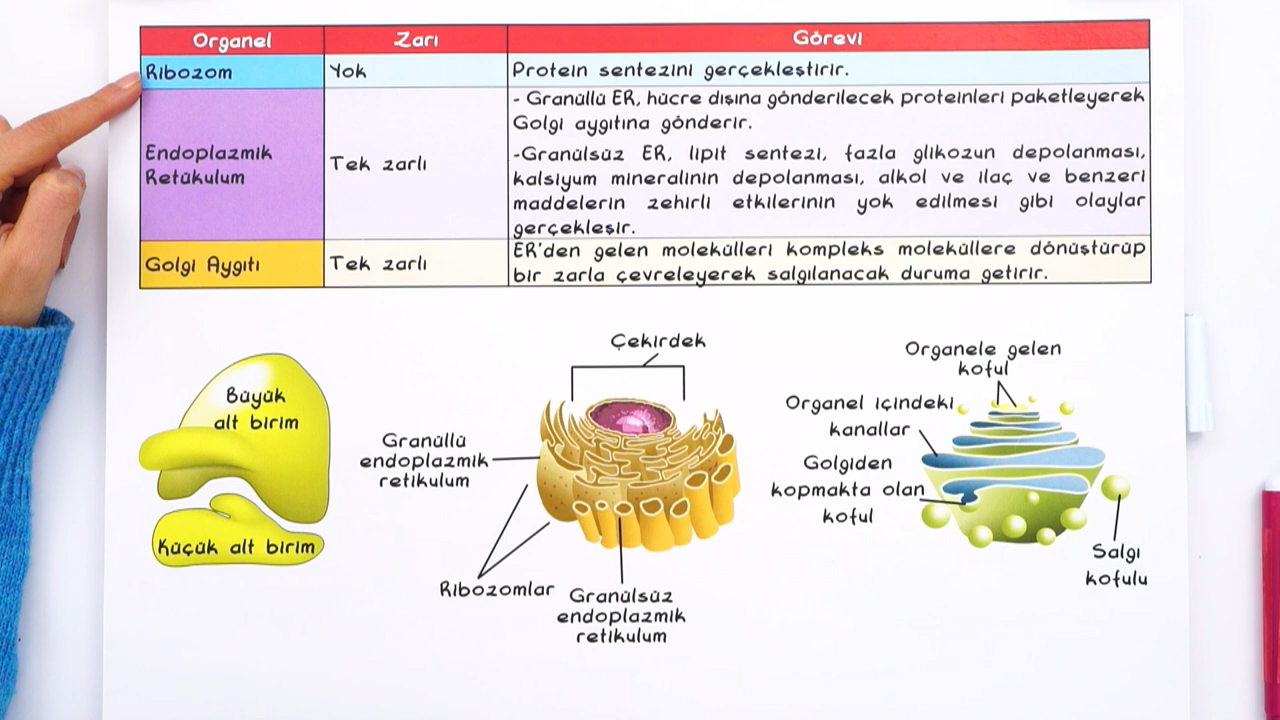 Organel Zarı Görevi
Ribozom Yok Protein sentezini gerçekleştirir.
Endoplazmik
Retükulum
Tek zarlı
- Granüllü ER, hücre dışına gönderilecek proteinleri paketleyerek
Golgi aygıtına gönderir.
-Granülsüz ER, lipit sentezi, fazla glikozun depolanması,
kalsiyum mineralinin depolanması, alkol ve ilaç ve benzeri
maddelerin zehirli etkilerinin yok edilmesi gibi olaylar
gerçekleşir.
Golgi Aygıtı Tek zarlı
ER'den gelen molekülleri kompleks moleküllere dönüştürüp
bir zarla çevreleyerek salgılanacak duruma getirir.
Büyük
alt birim
Küçük alt birim
Çekirdek
Granüllü
endoplazmik
retikulum
Ribozomlar
Granülsüz
endoplazmik
retikulum
Organele gelen
koful
Organel içindeki
kanallar
Golgiden
kopmakta olan
koful
Salgı
kofulu